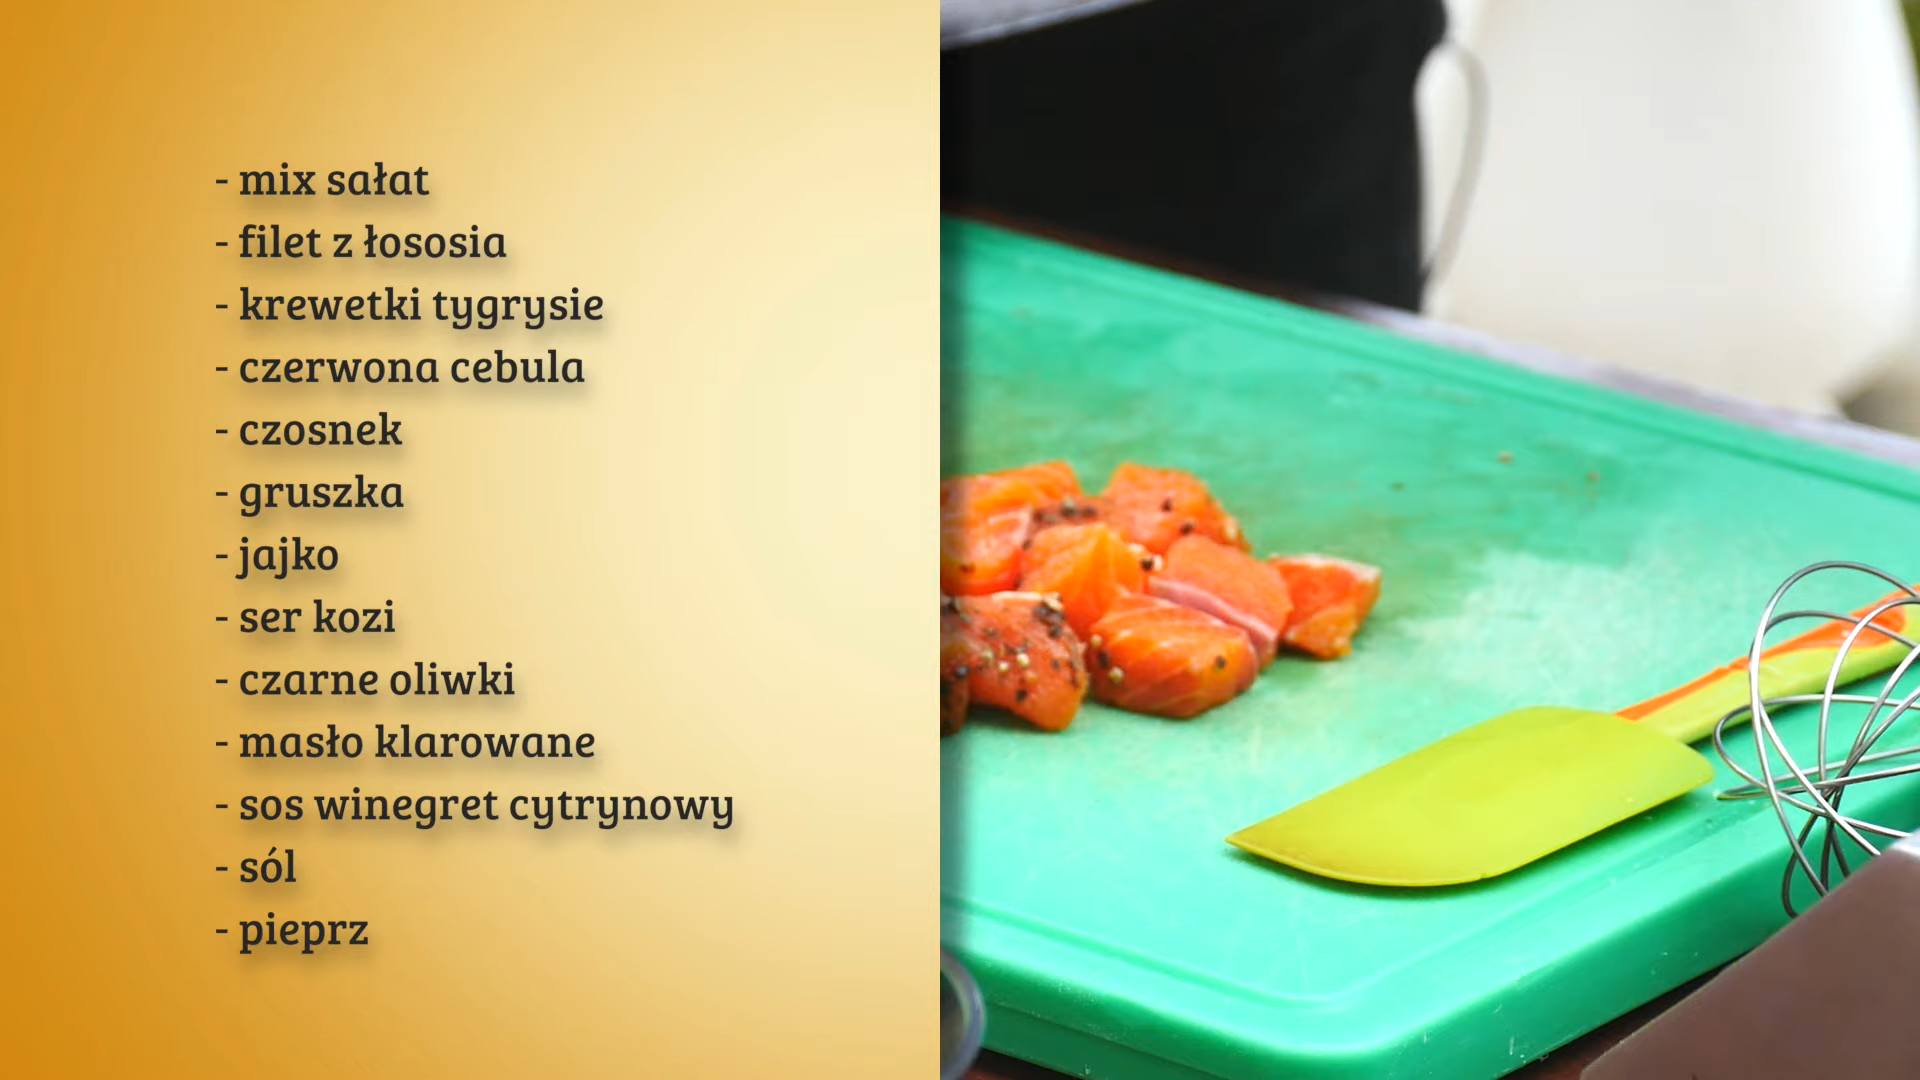 - mix sałat
- filet z łososia
- krewetki tygrysie
- czerwona cebula
- czosnek
- gruszka
- jajko
- ser kozi
- czarne oliwki
- masło klarowane
- sos winegret cytrynowy
- sól
- pieprz